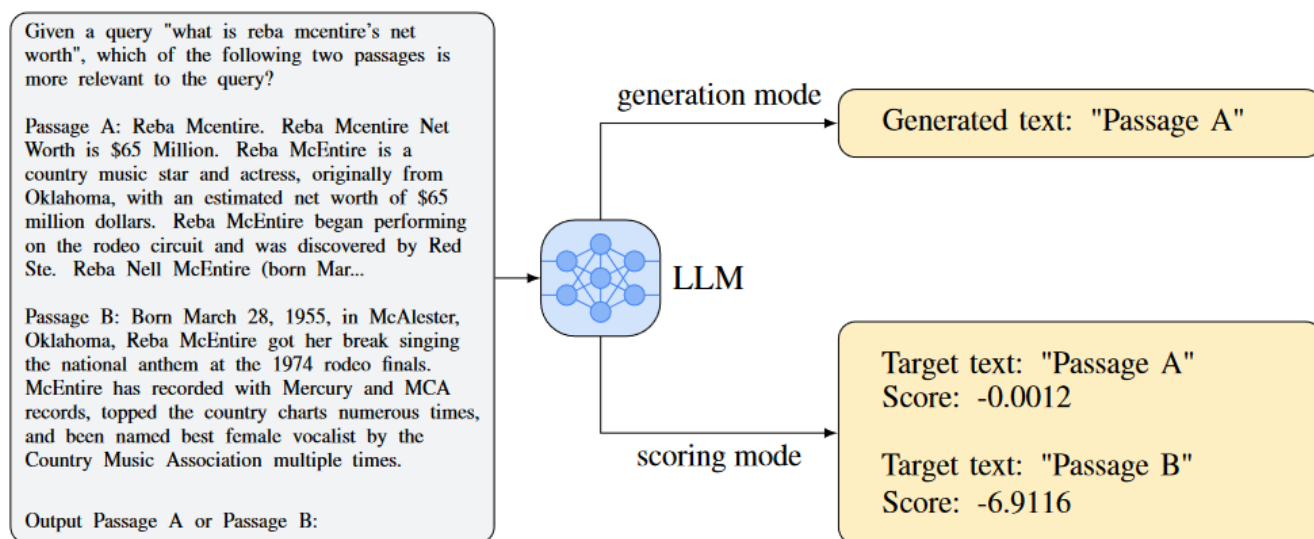 Given a query "what is reba mcentire's net
worth", which of the following two passages is
more relevant to the query?
Passage A: Reba Mcentire. Reba Mcentire Net
Worth is $65 Million. Reba McEntire is a
country music star and actress, originally from
Oklahoma, with an estimated net worth of $65
million dollars. Reba McEntire began performing
on the rodeo circuit and was discovered by Red
Ste. Reba Nell McEntire (born Mar...
Passage B: Born March 28, 1955, in McAlester,
Oklahoma, Reba McEntire got her break singing
the national anthem at the 1974 rodeo finals.
McEntire has recorded with Mercury and MCA
records, topped the country charts numerous times,
and been named best female vocalist by the
Country Music Association multiple times.
Output Passage A or Passage B:
LLM
generation mode
Generated text: "Passage A"
scoring mode
Target text: "Passage A"
Score: -0.0012
Target text: "Passage B"
Score: -6.9116